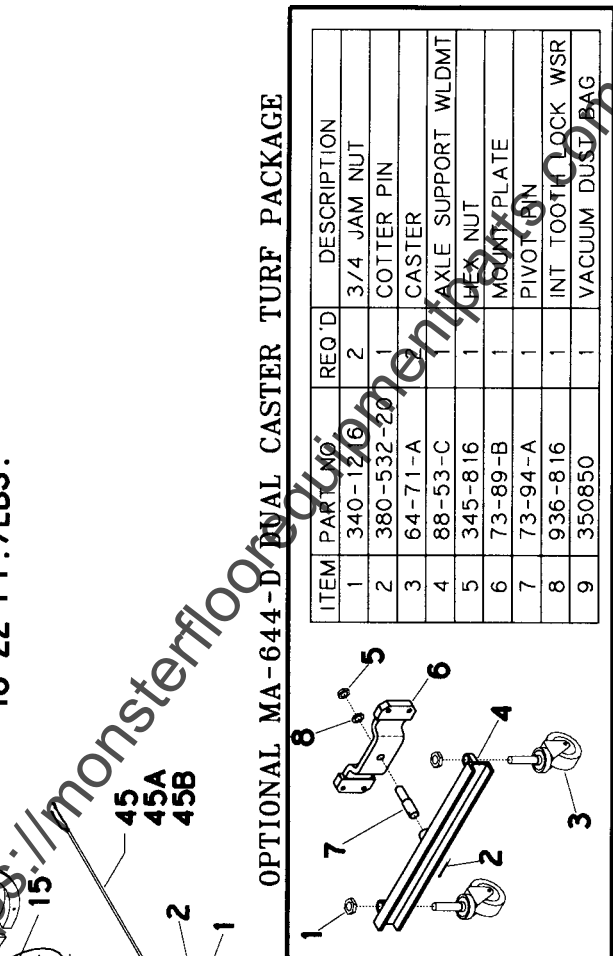 OPTIONAL MA-644-D DUAL CASTER TURF PACKAGE
ITEM PART NO REQ'D DESCRIPTION
1 340-1216 2 3/4 JAM NUT
2 380-532-20 1 COTTER PIN
3 64-71-A 2 CASTER
4 88-53-C 1 AXLE SUPPORT WLDMT
5 345-816 1 HEX NUT
6 73-89-B 1 MOUNT PLATE
7 73-94-A 1 PIVOT PIN
8 936-816 1 INT TOOTH LOCK WSR
9 350850 1 VACUUM DUST BAG
1
7
8
5
6
2
4
3
15
45
45A
45B
2
1
s://monsterfloorequipmentparts.com